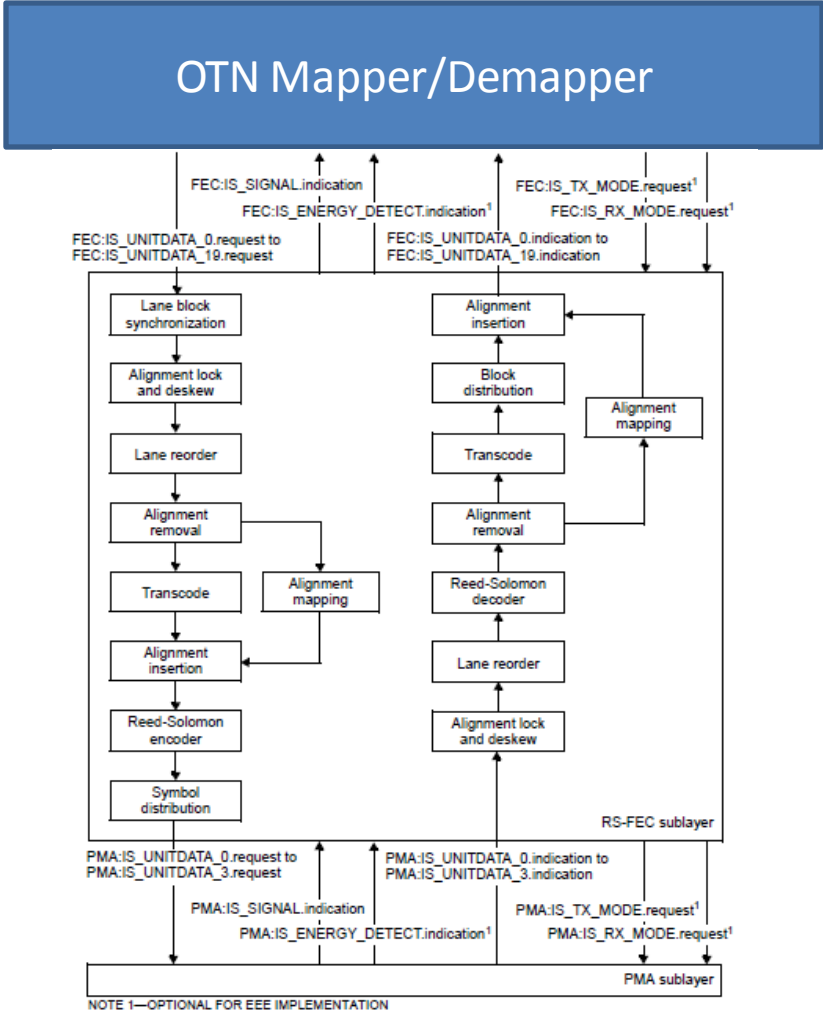 OTN Mapper/Demapper
FEC:IS_SIGNAL.indication
FEC:IS_TX_MODE.request¹
FEC:IS_ENERGY_DETECT.indication¹
FEC:IS_RX_MODE.request¹
FEC:IS_UNITDATA_0.request to
FEC:IS_UNITDATA_19.request
FEC:IS_UNITDATA_0.indication to
FEC:IS_UNITDATA_19.indication
Lane block
synchronization
Alignment lock
and deskew
Lane reorder
Alignment
removal
Transcode
Alignment
mapping
Alignment
insertion
Reed-Solomon
encoder
Symbol
distribution
Alignment
insertion
Block
distribution
Alignment
mapping
Transcode
Alignment
removal
Reed-Solomon
decoder
Lane reorder
Alignment lock
and deskew
RS-FEC sublayer
PMA:IS_UNITDATA_0.request to
PMA:IS_UNITDATA_3.request
PMA:IS_UNITDATA_0.indication to
PMA:IS_UNITDATA_3.indication
PMA:IS_SIGNAL.indication
PMA:IS_TX_MODE.request¹
PMA:IS_ENERGY_DETECT.indication¹
PMA:IS_RX_MODE.request¹
PMA sublayer
NOTE 1—OPTIONAL FOR EEE IMPLEMENTATION